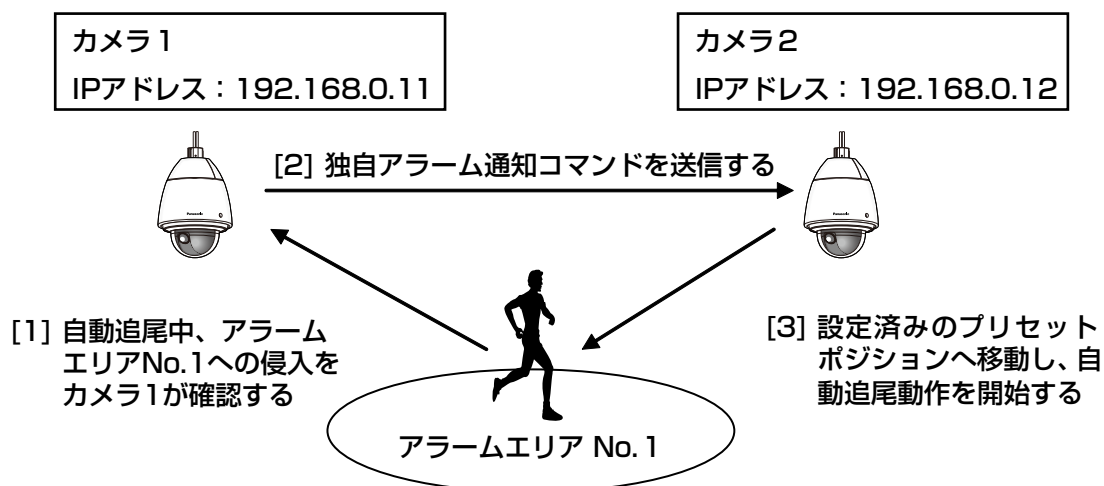 カメラ1
IPアドレス：192.168.0.11
カメラ2
IPアドレス：192.168.0.12
[2] 独自アラーム通知コマンドを送信する
Panasonic
Panasonic
[1] 自動追尾中、アラーム
エリアNo.1への侵入を
カメラ1が確認する
[3] 設定済みのプリセット
ポジションへ移動し、自
動追尾動作を開始する
アラームエリア No.1